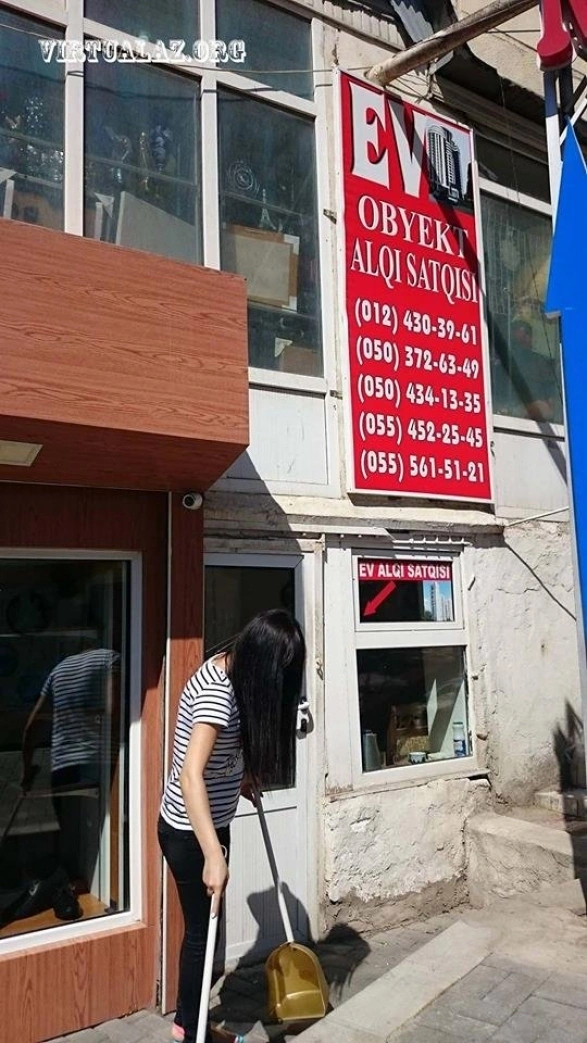 VIRTUALAZ.ORG
EV
OBYEKT
ALQI SATQISI
(012) 430-39-61
(050) 372-63-49
(050) 434-13-35
(055) 452-25-45
(055) 561-51-21
EV ALQI SATQISI